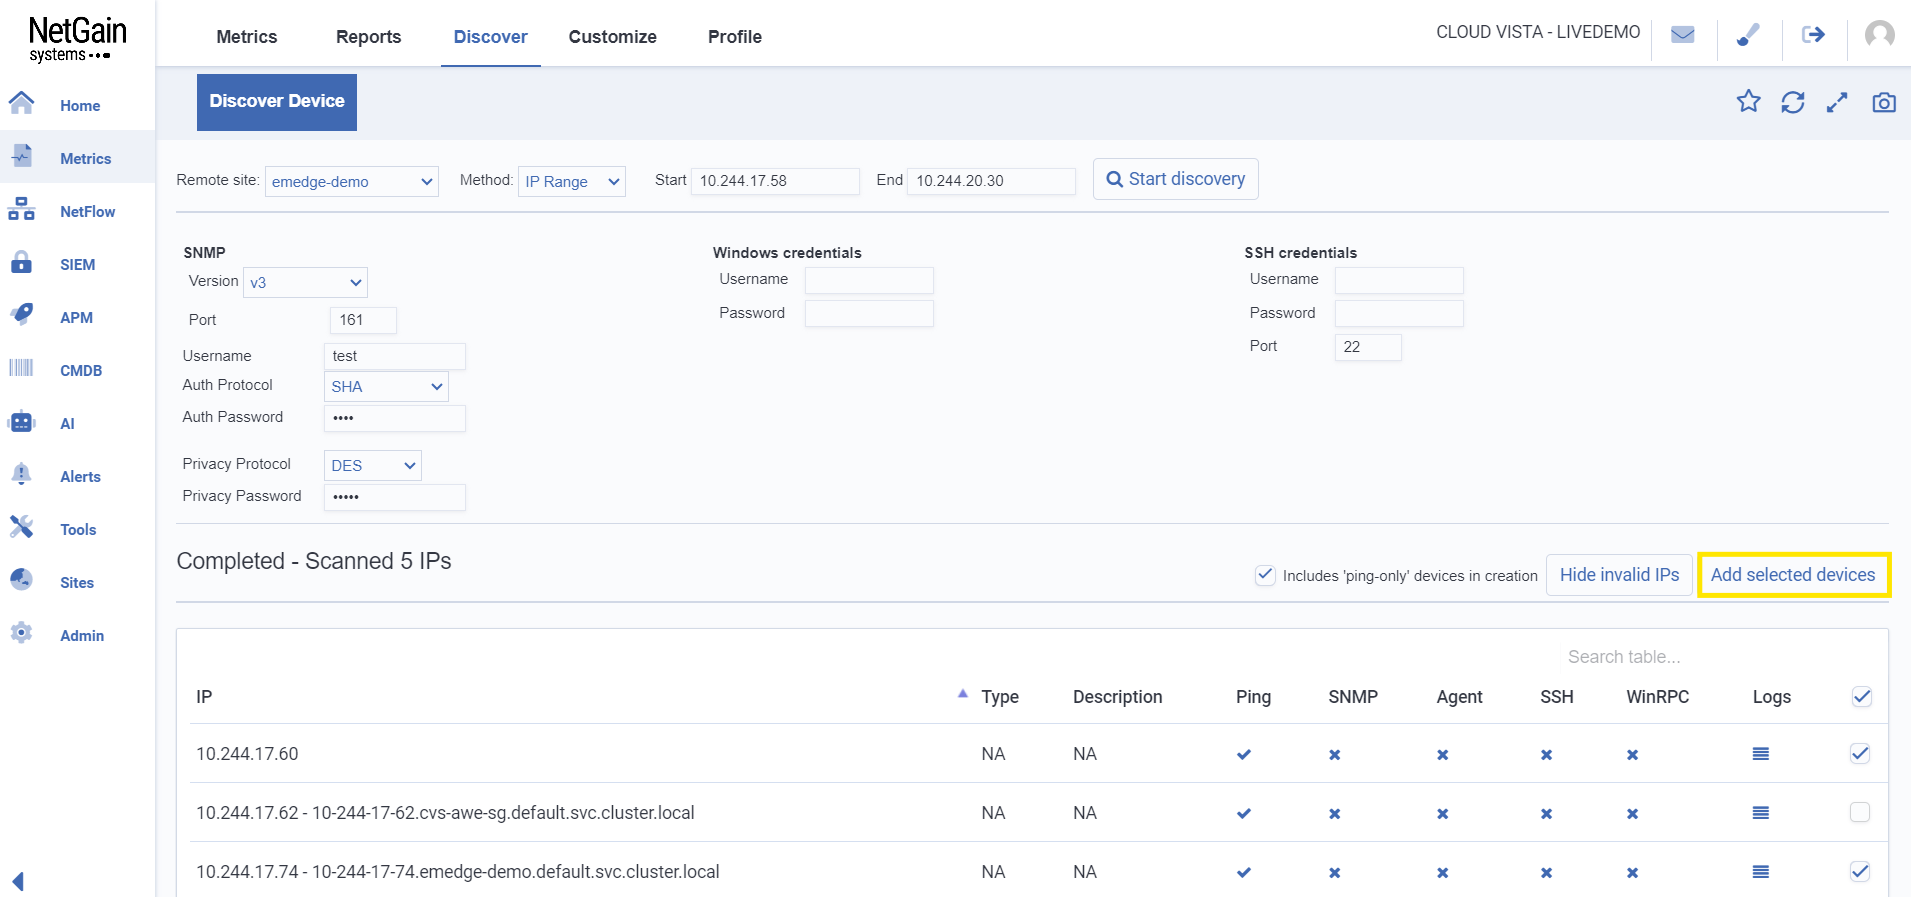 NetGain
systems
Metrics Reports Discover Customize Profile
CLOUD VISTA - LIVEDEMO
Home
Metrics
NetFlow
SIEM
APM
CMDB
AI
Alerts
Tools
Sites
Admin
Discover Device
Remote site: emedge-demo Method: IP Range Start 10.244.17.58 End 10.244.20.30 Start discovery
SNMP
Version v3
Port 161
Username test
Auth Protocol SHA
Auth Password ••••
Privacy Protocol DES
Privacy Password •••••
Windows credentials
Username
Password
SSH credentials
Username
Password
Port 22
Completed - Scanned 5 IPs
Includes 'ping-only' devices in creation Hide invalid IPs Add selected devices
Search table...
IP Type Description Ping SNMP Agent SSH WinRPC Logs
10.244.17.60 NA NA
10.244.17.62 - 10-244-17-62.cvs-awe-sg.default.svc.cluster.local NA NA
10.244.17.74 - 10-244-17-74.emedge-demo.default.svc.cluster.local NA NA